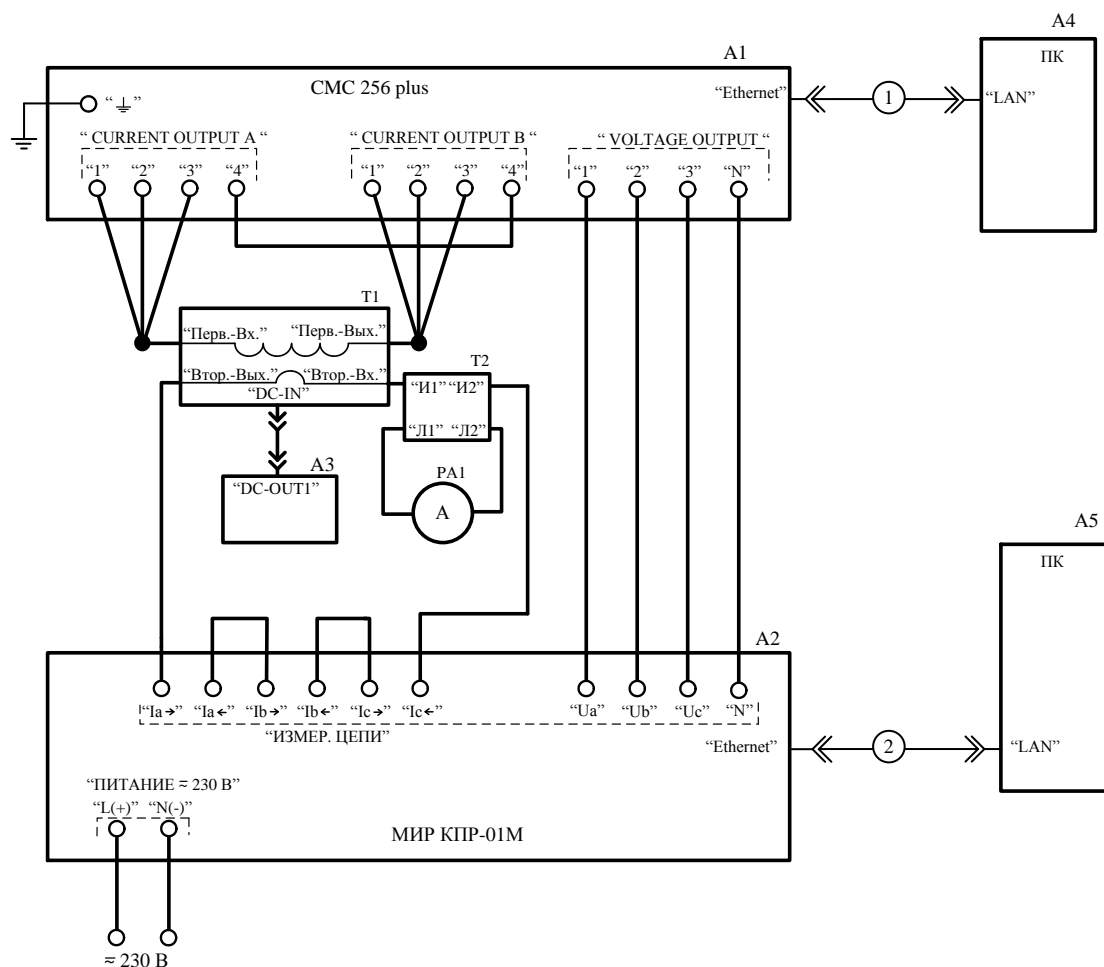 A4
A1
ПК
СМС 256 plus
“Ethernet”
1
“LAN”
“⏚”
“ CURRENT OUTPUT A “
“ CURRENT OUTPUT B “
“ VOLTAGE OUTPUT “
“1” “2” “3” “4”
“1” “2” “3” “4”
“1” “2” “3” “N”
T1
“Перв.-Вх.” “Перв.-Вых.”
T2
“Втор.-Вых.” “Втор.-Вх.”
“DC-IN”
“И1” “И2”
“Л1” “Л2”
A3
“DC-OUT1”
PA1
A
A5
ПК
A2
“Ia→” “Ia←” “Ib→” “Ib←” “Ic→” “Ic←”
“Ua” “Ub” “Uc” “N”
“ИЗМЕР. ЦЕПИ”
“Ethernet”
2
“LAN”
“ПИТАНИЕ ≂ 230 В”
“L(+)” “N(-)”
МИР КПР-01М
≂ 230 В